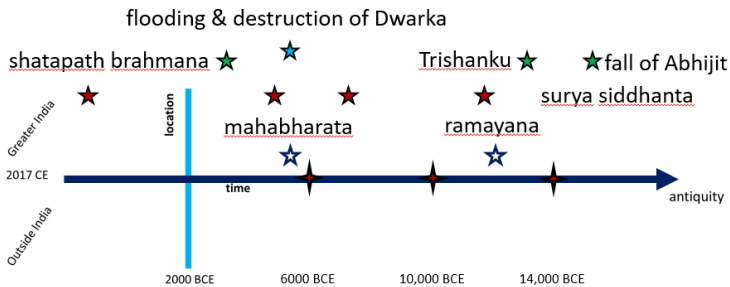 flooding & destruction of Dwarka
shatapath brahmana
Trishanku
fall of Abhijit
surya siddhanta
Greater India
location
mahabharata
ramayana
2017 CE
time
antiquity
Outside India
2000 BCE
6000 BCE
10,000 BCE
14,000 BCE